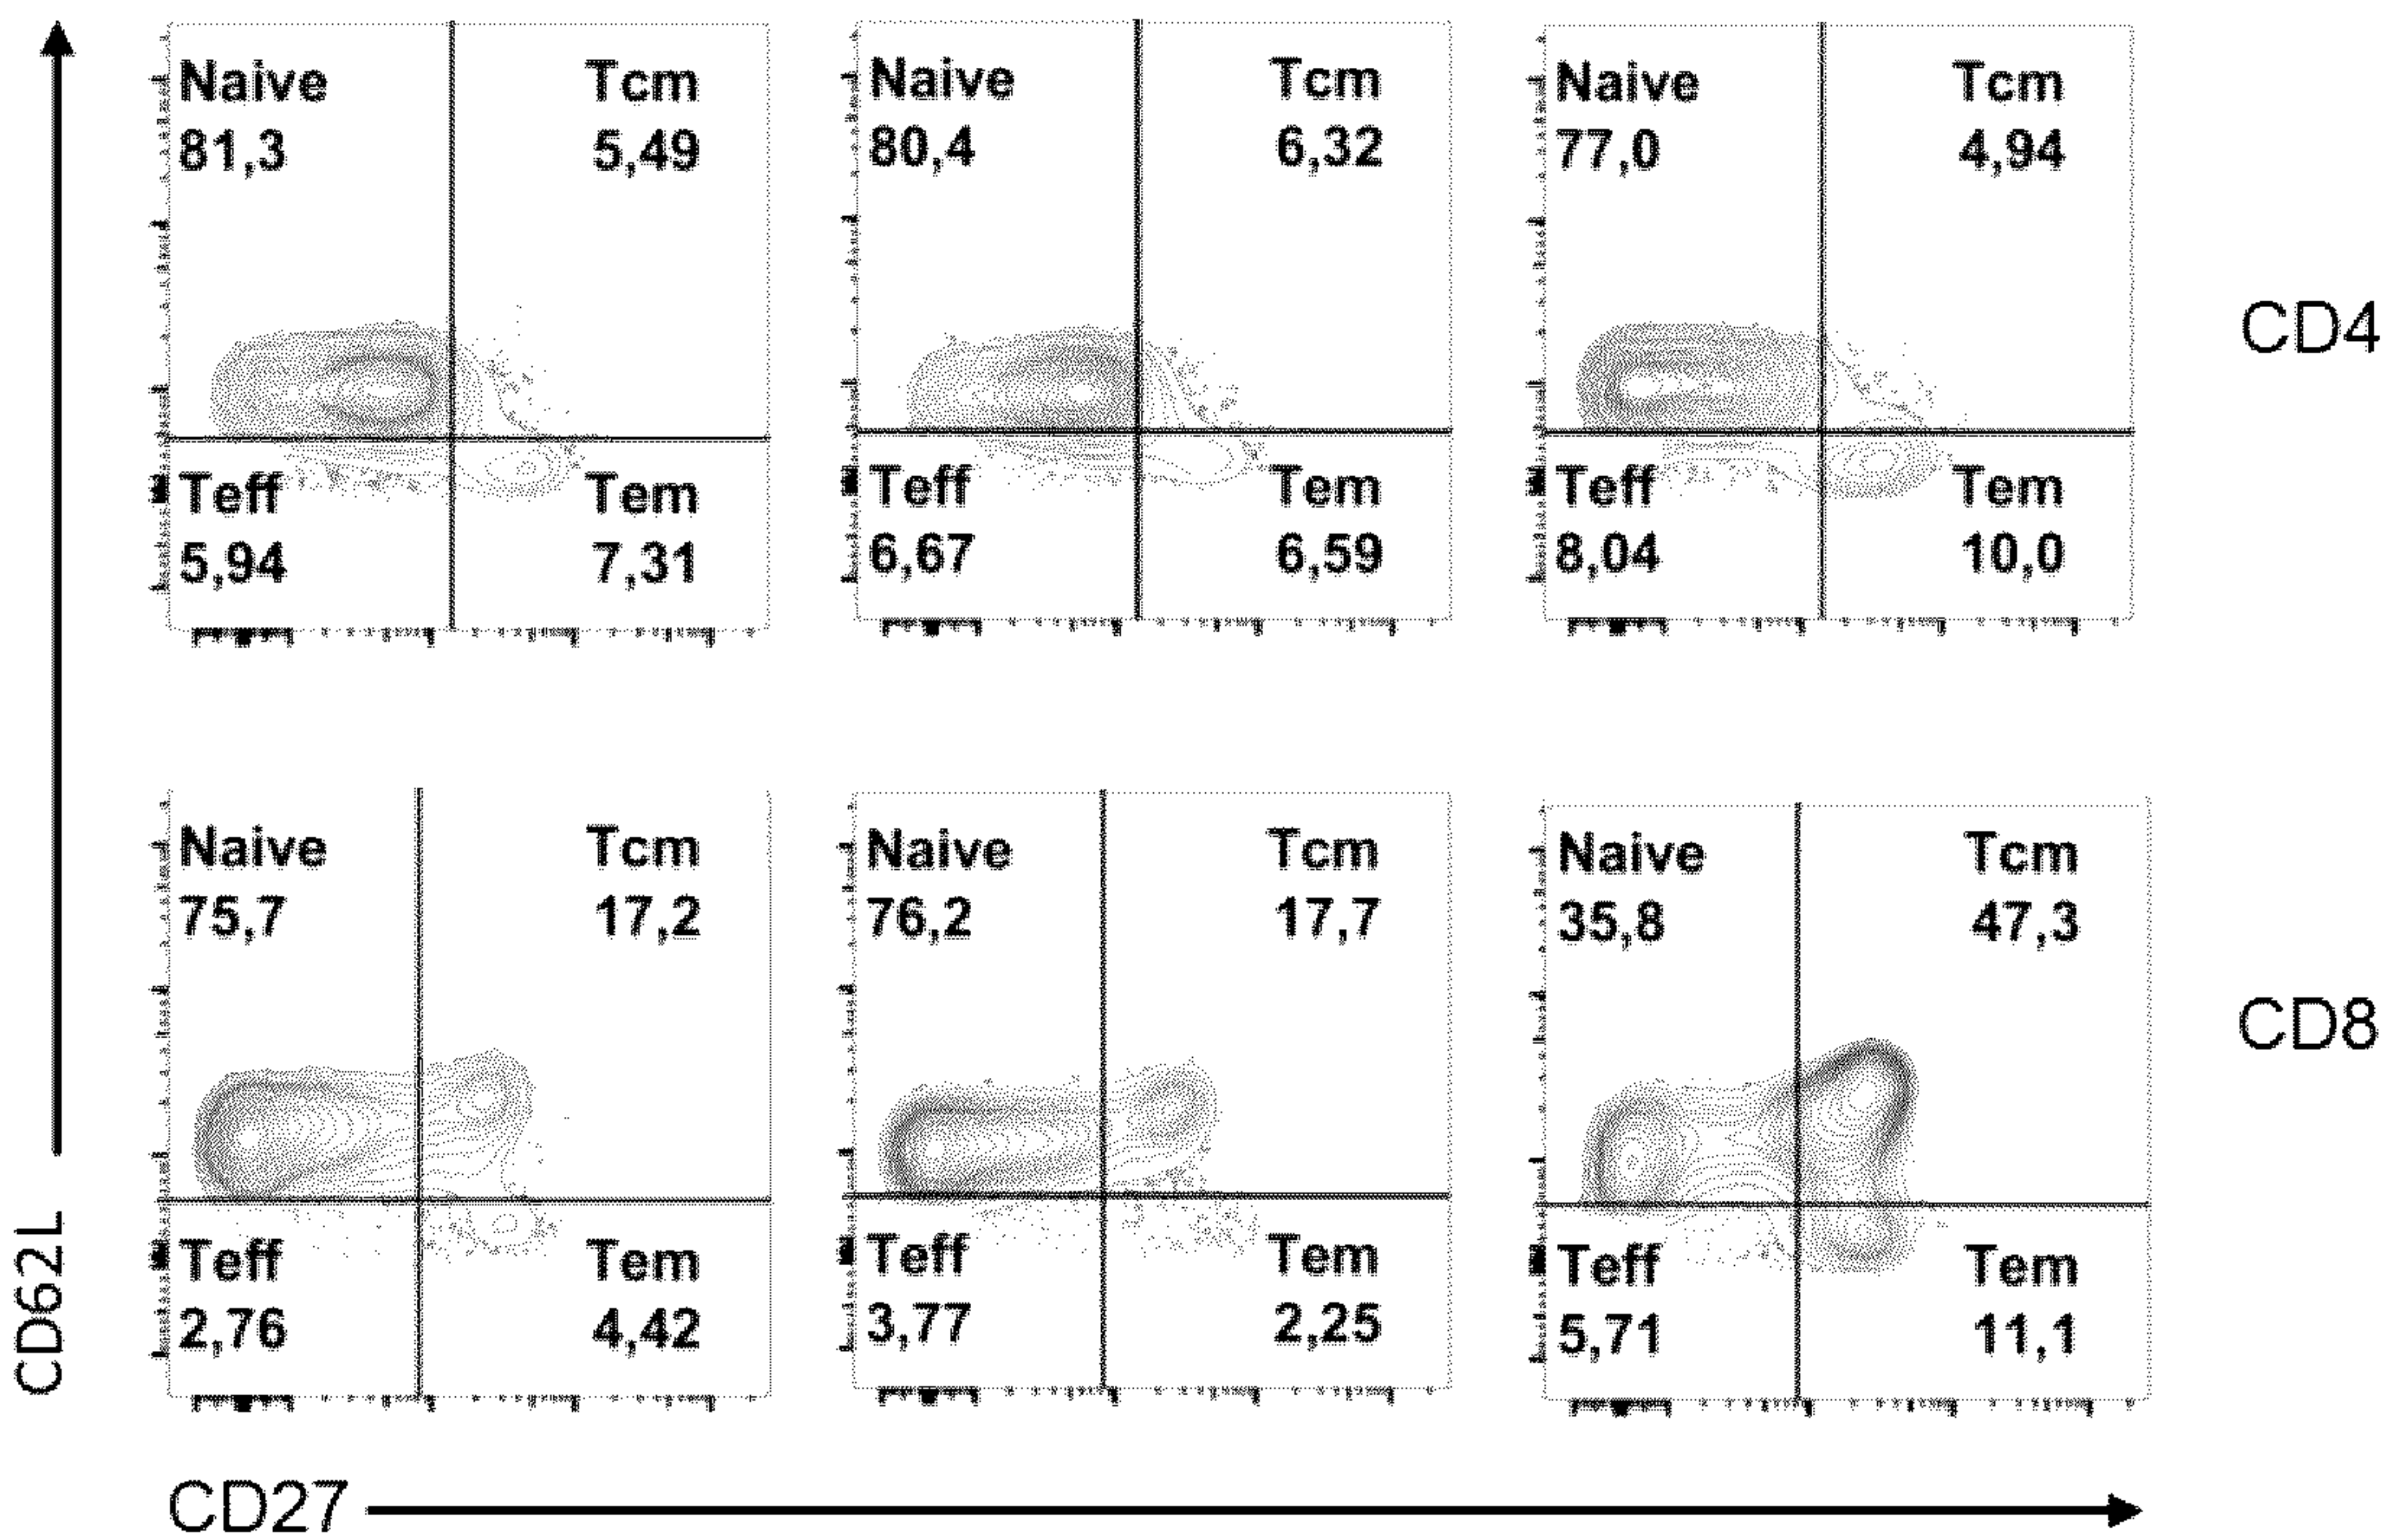 Naive
81,3
Tcm
5,49
Teff
5,94
Tem
7,31
Naive
80,4
Tcm
6,32
Teff
6,67
Tem
6,59
Naive
77,0
Tcm
4,94
Teff
8,04
Tem
10,0
CD4
Naive
75,7
Tcm
17,2
Teff
2,76
Tem
4,42
Naive
76,2
Tcm
17,7
Teff
3,77
Tem
2,25
Naive
35,8
Tcm
47,3
Teff
5,71
Tem
11,1
CD8
CD62L
CD27